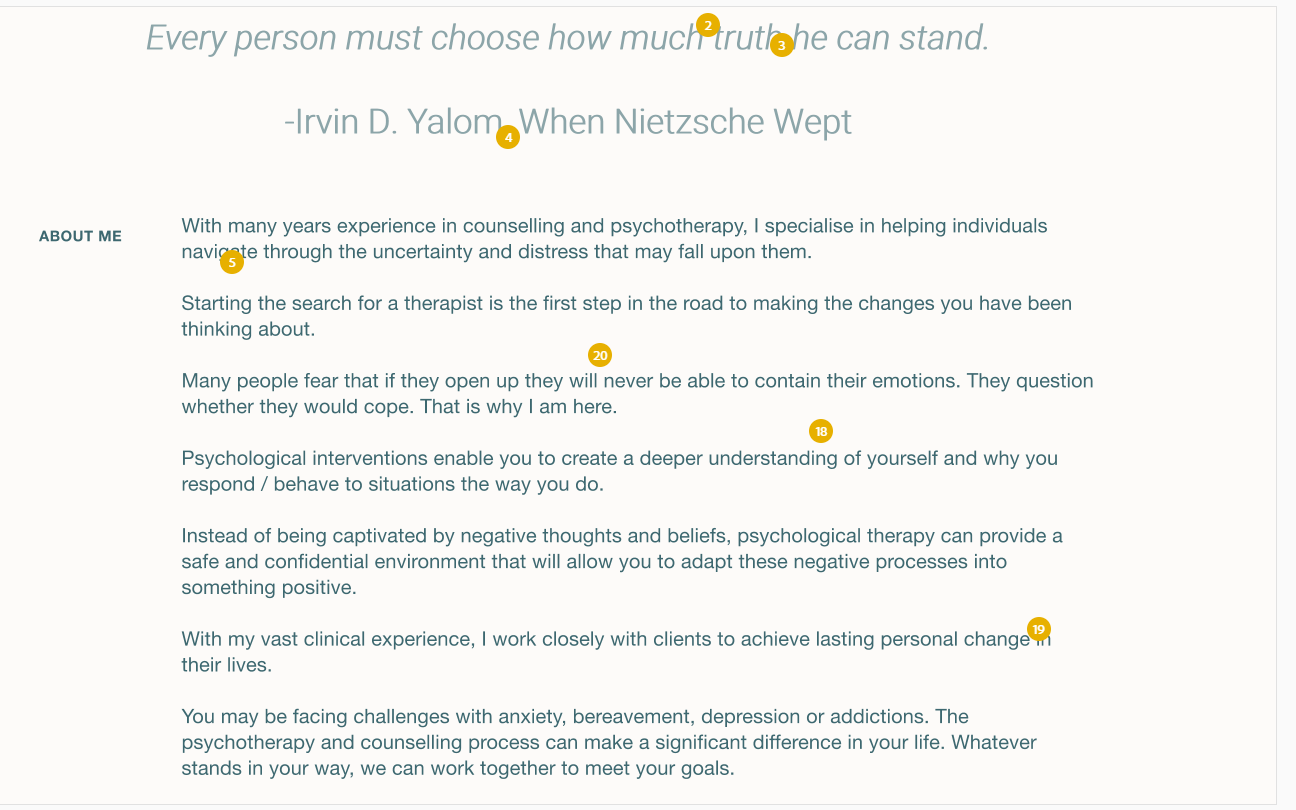 Every person must choose how much truth he can stand.
2
3
-Irvin D. Yalom, When Nietzsche Wept
4
ABOUT ME
With many years experience in counselling and psychotherapy, I specialise in helping individuals
navigate through the uncertainty and distress that may fall upon them.
5
Starting the search for a therapist is the first step in the road to making the changes you have been
thinking about.
20
Many people fear that if they open up they will never be able to contain their emotions. They question
whether they would cope. That is why I am here.
18
Psychological interventions enable you to create a deeper understanding of yourself and why you
respond / behave to situations the way you do.
Instead of being captivated by negative thoughts and beliefs, psychological therapy can provide a
safe and confidential environment that will allow you to adapt these negative processes into
something positive.
19
With my vast clinical experience, I work closely with clients to achieve lasting personal change in
their lives.
You may be facing challenges with anxiety, bereavement, depression or addictions. The
psychotherapy and counselling process can make a significant difference in your life. Whatever
stands in your way, we can work together to meet your goals.